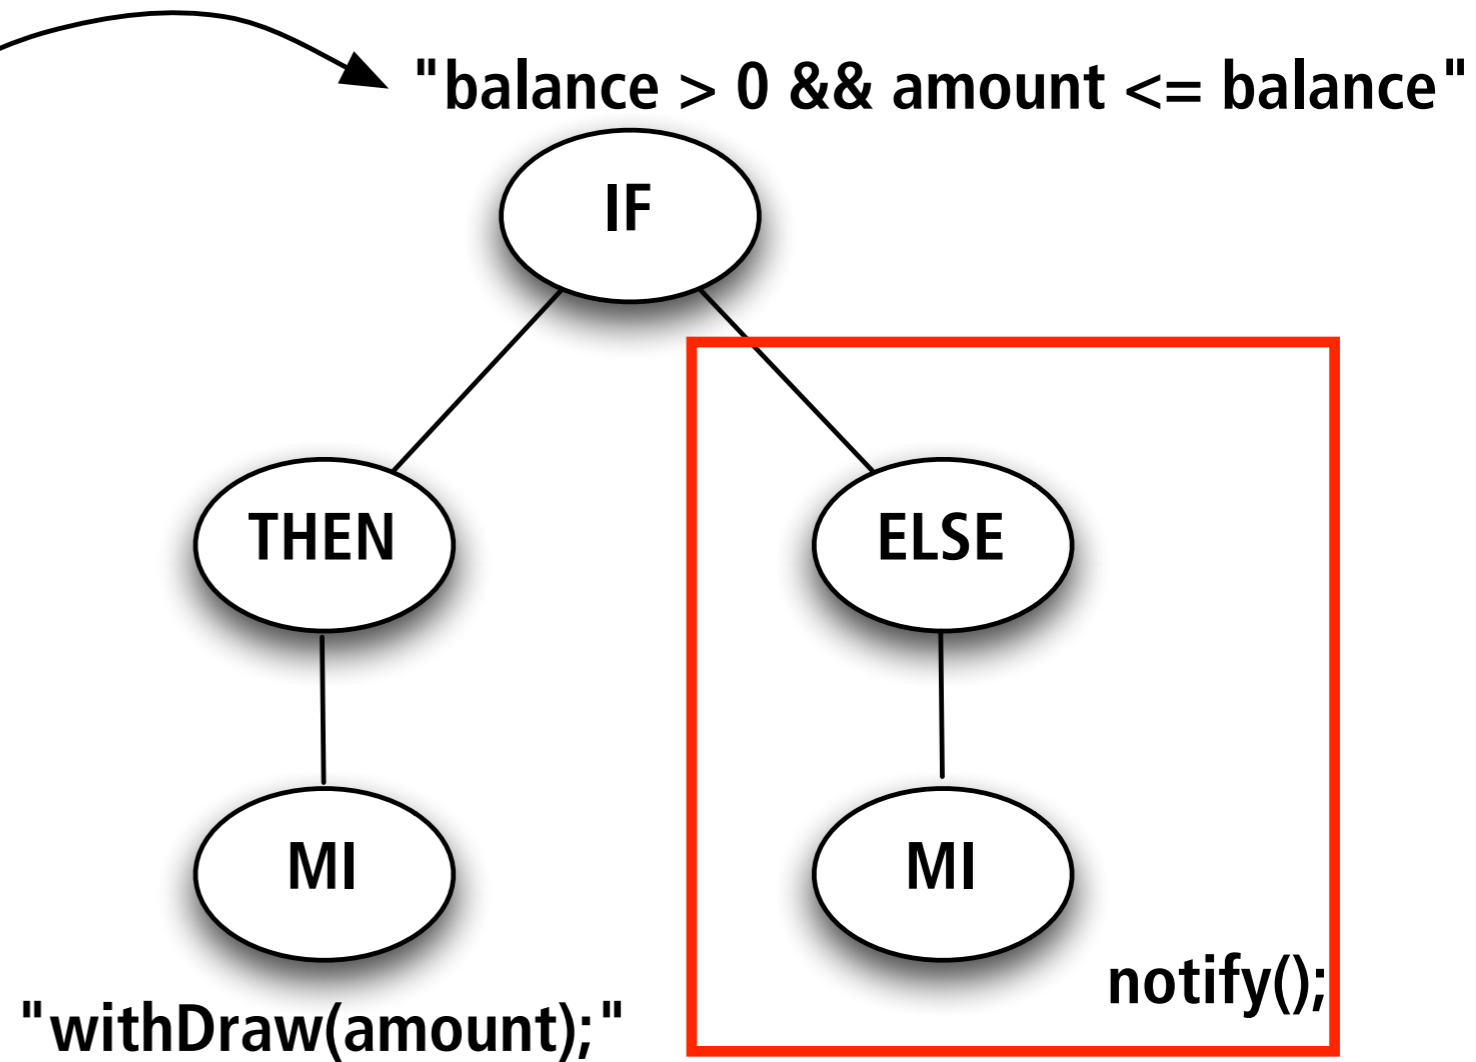 "balance > 0 && amount <= balance"
IF
THEN
ELSE
MI
MI
notify();
"withDraw(amount);"